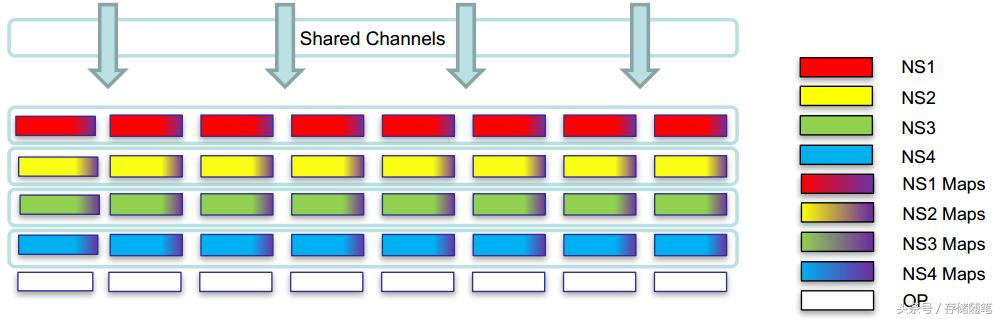 Shared Channels
NS1
NS2
NS3
NS4
NS1 Maps
NS2 Maps
NS3 Maps
NS4 Maps
OP
头条号 / 存储随笔